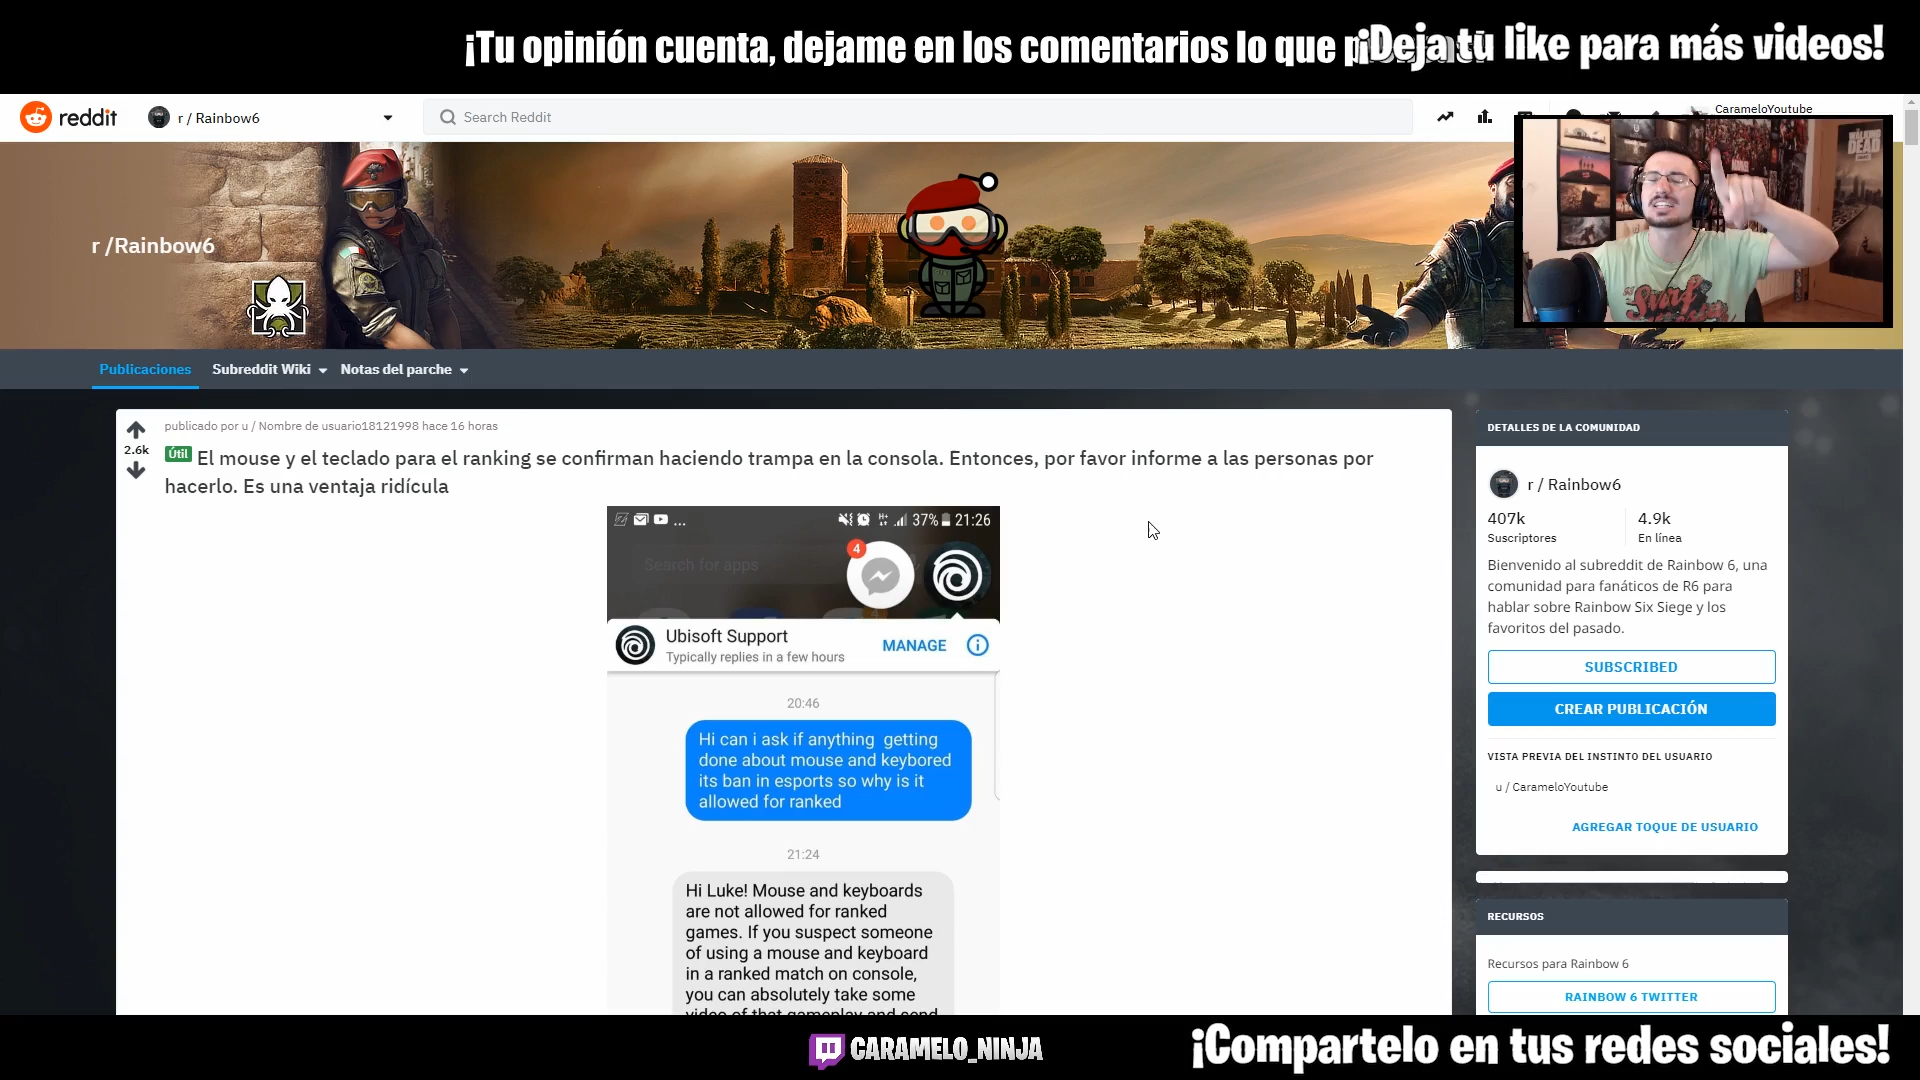 ¡Tu opinión cuenta, dejame en los comentarios lo que
¡Deja tu like para más videos!
reddit
r / Rainbow6
Search Reddit
CarameloYoutube
r /Rainbow6
Publicaciones
Subreddit Wiki
Notas del parche
2.6k
publicado por u / Nombre de usuario18121998 hace 16 horas
Útil El mouse y el teclado para el ranking se confirman haciendo trampa en la consola. Entonces, por favor informe a las personas por
hacerlo. Es una ventaja ridícula
... 37% 21:26
Search for apps
4
Ubisoft Support
Typically replies in a few hours
MANAGE
20:46
Hi can i ask if anything getting
done about mouse and keybored
its ban in esports so why is it
allowed for ranked
21:24
Hi Luke! Mouse and keyboards
are not allowed for ranked
games. If you suspect someone
of using a mouse and keyboard
in a ranked match on console,
you can absolutely take some
video of that gameplay and send
DETALLES DE LA COMUNIDAD
r / Rainbow6
407k
Suscriptores
4.9k
En línea
Bienvenido al subreddit de Rainbow 6, una
comunidad para fanáticos de R6 para
hablar sobre Rainbow Six Siege y los
favoritos del pasado.
SUBSCRIBED
CREAR PUBLICACIÓN
VISTA PREVIA DEL INSTINTO DEL USUARIO
u / CarameloYoutube
AGREGAR TOQUE DE USUARIO
RECURSOS
Recursos para Rainbow 6
RAINBOW 6 TWITTER
CARAMELO_NINJA
¡Compartelo en tus redes sociales!